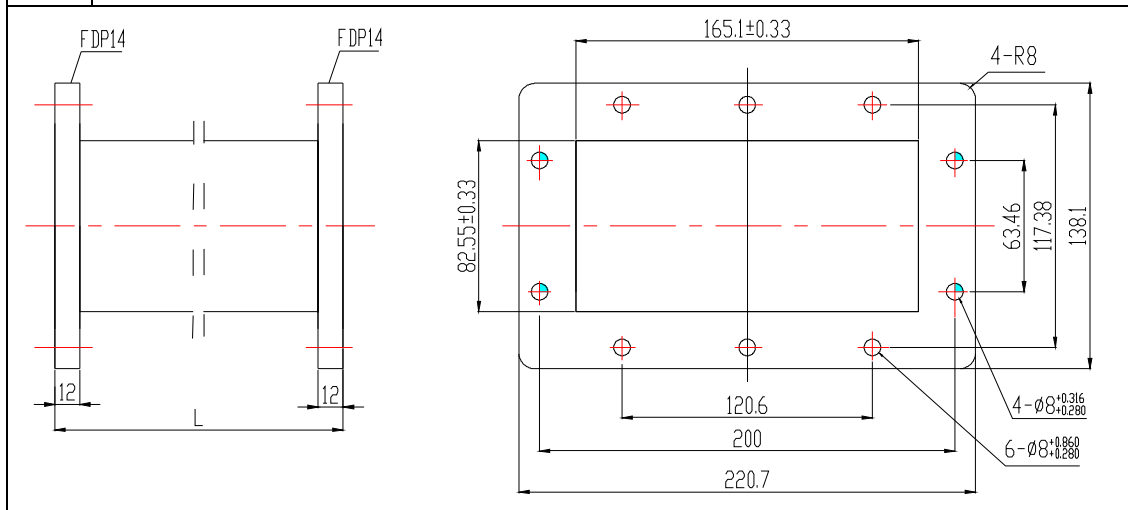 FDP14
FDP14
12
12
L
165.1±0.33
4-R8
82.55±0.33
63.46
117.38
138.1
120.6
200
220.7
4-Ø8+0.316
+0.280
6-Ø8+0.860
+0.280